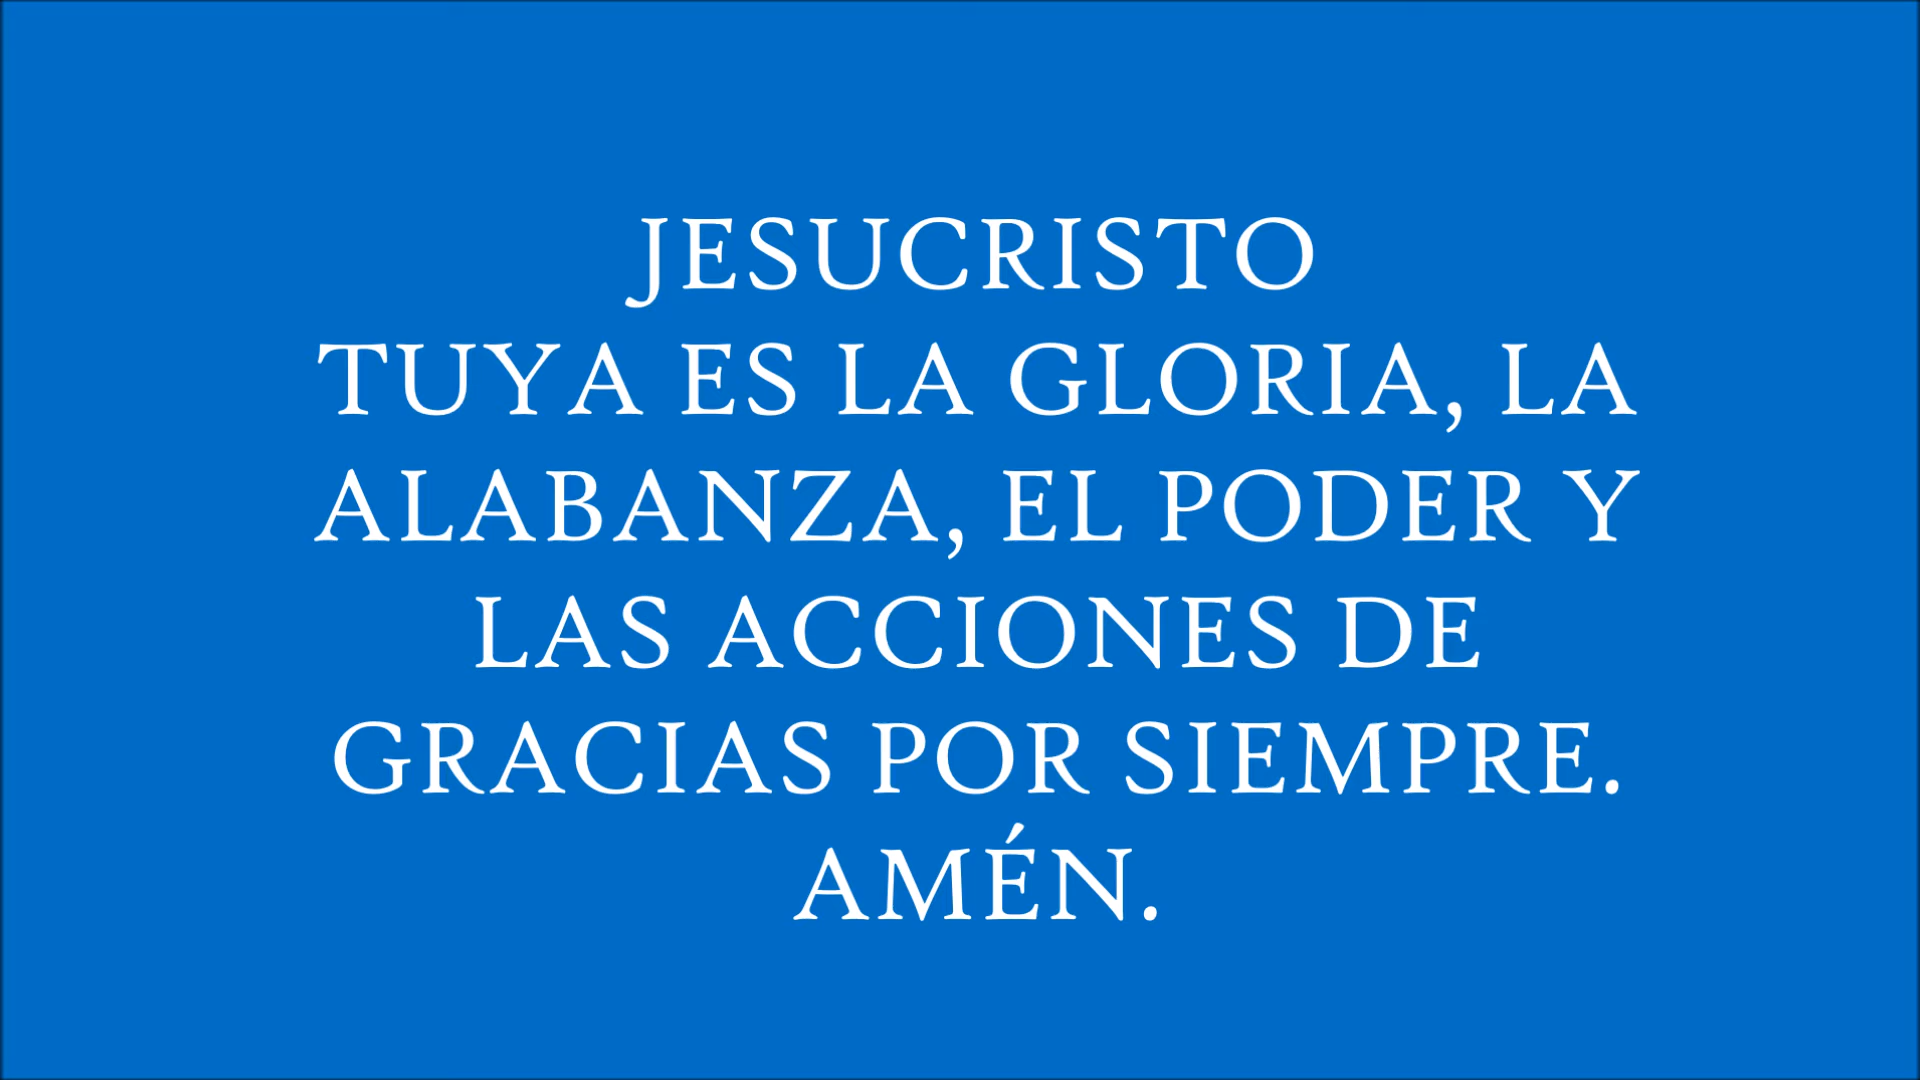 JESUCRISTO
TUYA ES LA GLORIA, LA
ALABANZA, EL PODER Y
LAS ACCIONES DE
GRACIAS POR SIEMPRE.
AMÉN.